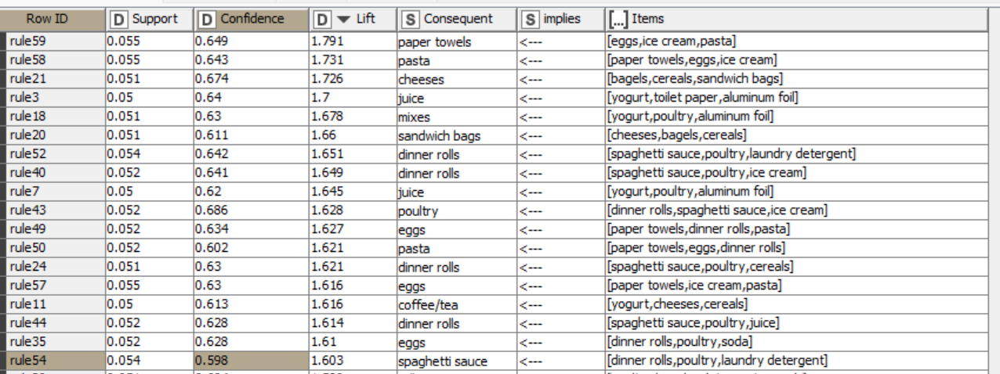 Row ID D Support D Confidence D Lift S Consequent S implies [...] Items
rule59 0.055 0.649 1.791 paper towels <--- [eggs,ice cream,pasta]
rule58 0.055 0.643 1.731 pasta <--- [paper towels,eggs,ice cream]
rule21 0.051 0.674 1.726 cheeses <--- [bagels,cereals,sandwich bags]
rule3 0.05 0.64 1.7 juice <--- [yogurt,toilet paper,aluminum foil]
rule18 0.051 0.63 1.678 mixes <--- [yogurt,poultry,aluminum foil]
rule20 0.051 0.611 1.66 sandwich bags <--- [cheeses,bagels,cereals]
rule52 0.054 0.642 1.651 dinner rolls <--- [spaghetti sauce,poultry,laundry detergent]
rule40 0.052 0.641 1.649 dinner rolls <--- [spaghetti sauce,poultry,ice cream]
rule7 0.05 0.62 1.645 juice <--- [yogurt,poultry,aluminum foil]
rule43 0.052 0.686 1.628 poultry <--- [dinner rolls,spaghetti sauce,ice cream]
rule49 0.052 0.634 1.627 eggs <--- [paper towels,dinner rolls,pasta]
rule50 0.052 0.602 1.621 pasta <--- [paper towels,eggs,dinner rolls]
rule24 0.051 0.63 1.621 dinner rolls <--- [spaghetti sauce,poultry,cereals]
rule57 0.055 0.63 1.616 eggs <--- [paper towels,ice cream,pasta]
rule11 0.05 0.613 1.616 coffee/tea <--- [yogurt,cheeses,cereals]
rule44 0.052 0.628 1.614 dinner rolls <--- [spaghetti sauce,poultry,juice]
rule35 0.052 0.628 1.61 eggs <--- [dinner rolls,poultry,soda]
rule54 0.054 0.598 1.603 spaghetti sauce <--- [dinner rolls,poultry,laundry detergent]